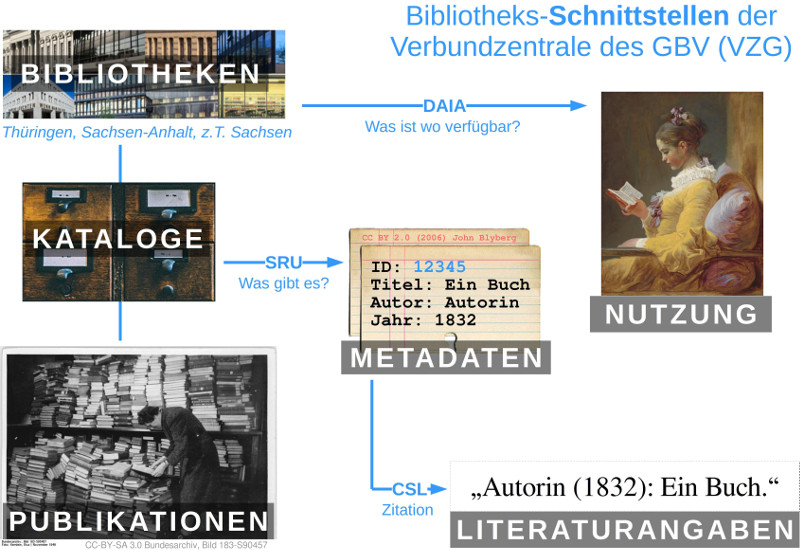 Bibliotheks-Schnittstellen der
Verbundzentrale des GBV (VZG)
BIBLIOTHEKEN
Thüringen, Sachsen-Anhalt, z.T. Sachsen
DAIA
Was ist wo verfügbar?
KATALOGE
SRU
Was gibt es?
CC BY 2.0 (2006) John Blyberg
ID: 12345
Titel: Ein Buch
Autor: Autorin
Jahr: 1832
METADATEN
NUTZUNG
PUBLIKATIONEN
CC-BY-SA 3.0 Bundesarchiv, Bild 183-S90457
CSL
Zitation
„Autorin (1832): Ein Buch.“
LITERATURANGABEN